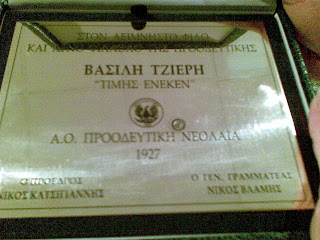 ΣΤΟΝ ΑΕΙΜΝΗΣΤΟ ΦΙΛΟ
ΚΑΙ ΤΗΣ ΠΡΟΟΔΕΥΤΙΚΗΣ
ΒΑΣΙΛΗ ΤΖΙΕΡΗ
"ΤΙΜΗΣ ΕΝΕΚΕΝ"
Α.Ο. ΠΡΟΟΔΕΥΤΙΚΗ ΝΕΟΛΑΙΑ
1927
Ο ΠΡΟΕΔΡΟΣ Ο ΓΕΝ. ΓΡΑΜΜΑΤΕΑΣ
ΝΙΚΟΣ ΚΑΤΣΙΓΙΑΝΝΗΣ ΝΙΚΟΣ ΒΛΑΜΗΣ